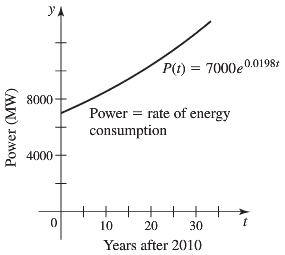 y
P(t) = 7000e^{0.0198t}
8000
Power = rate of energy
consumption
4000
Power (MW)
0
10
20
30
t
Years after 2010